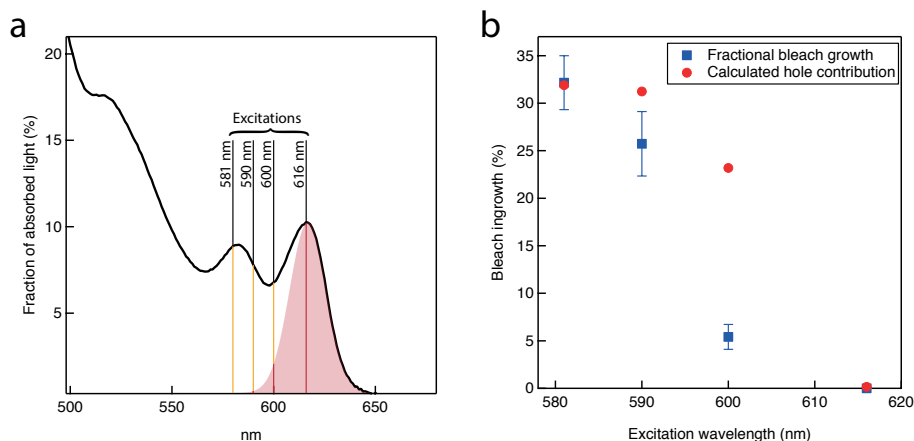 a
Fraction of absorbed light (%)
20
15
10
5
Excitations
581 nm
590 nm
600 nm
616 nm
500
550
600
650
nm
b
Bleach ingrowth (%)
35
30
25
20
15
10
5
0
Fractional bleach growth
Calculated hole contribution
580
590
600
610
620
Excitation wavelength (nm)